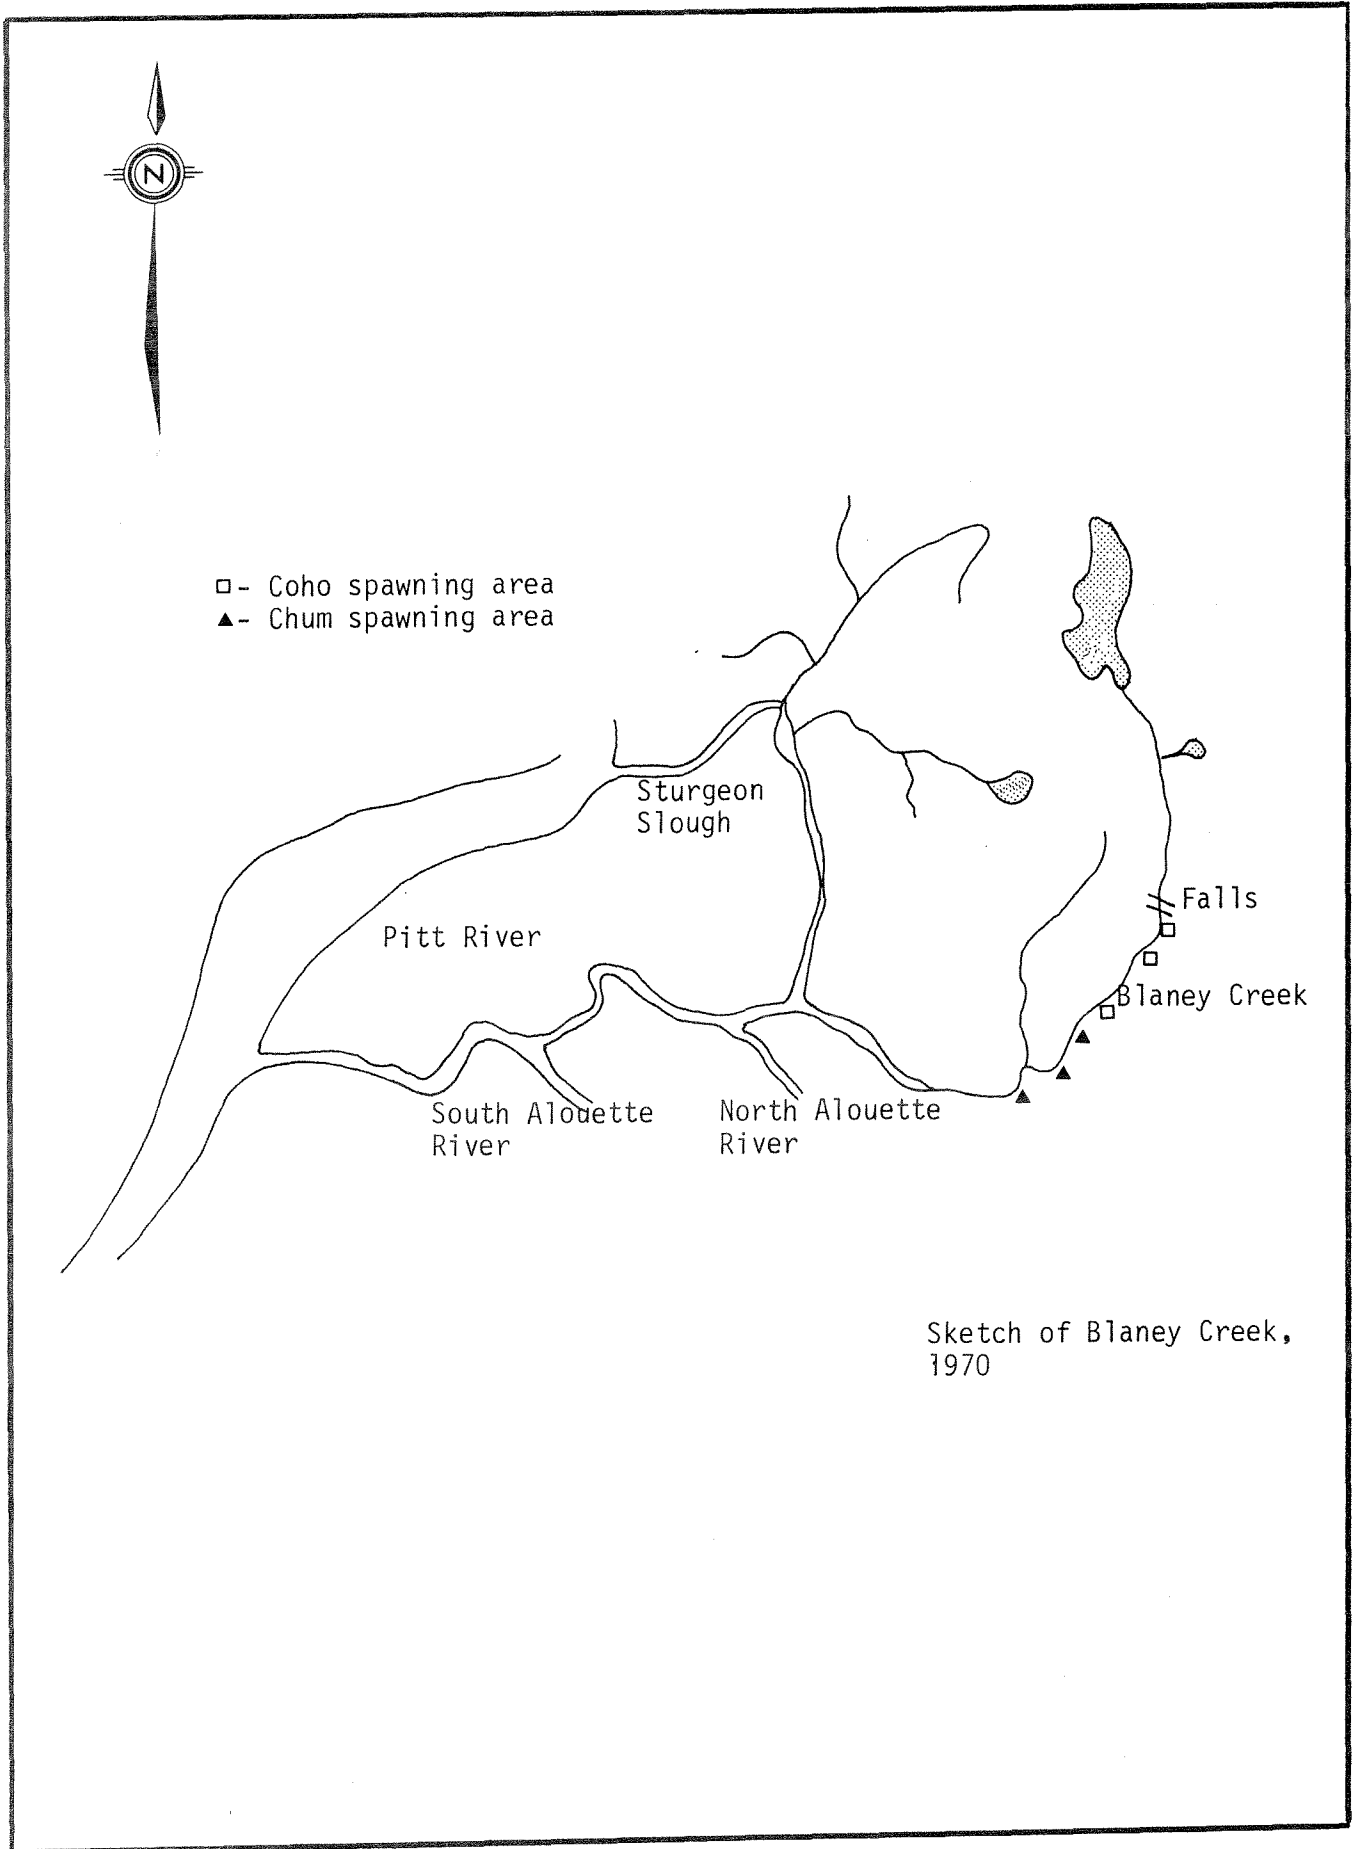 N
□- Coho spawning area
▲- Chum spawning area
Sturgeon
Slough
Falls
Pitt River
Blaney Creek
South Alouette
River
North Alouette
River
Sketch of Blaney Creek,
1970